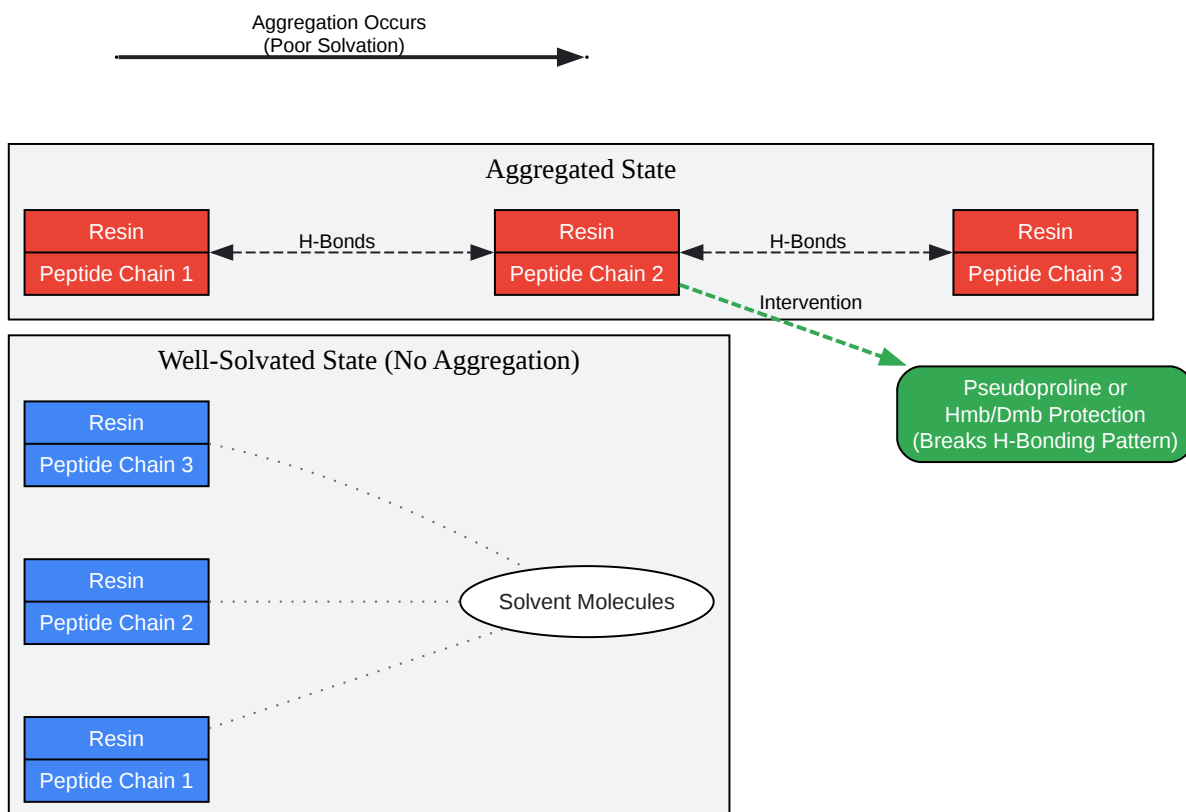 Aggregation Occurs
(Poor Solvation)
Aggregated State
Resin
Peptide Chain 1
H-Bonds
Resin
Peptide Chain 2
H-Bonds
Resin
Peptide Chain 3
Intervention
Pseudoproline or
Hmb/Dmb Protection
(Breaks H-Bonding Pattern)
Well-Solvated State (No Aggregation)
Resin
Peptide Chain 3
Resin
Peptide Chain 2
Solvent Molecules
Resin
Peptide Chain 1